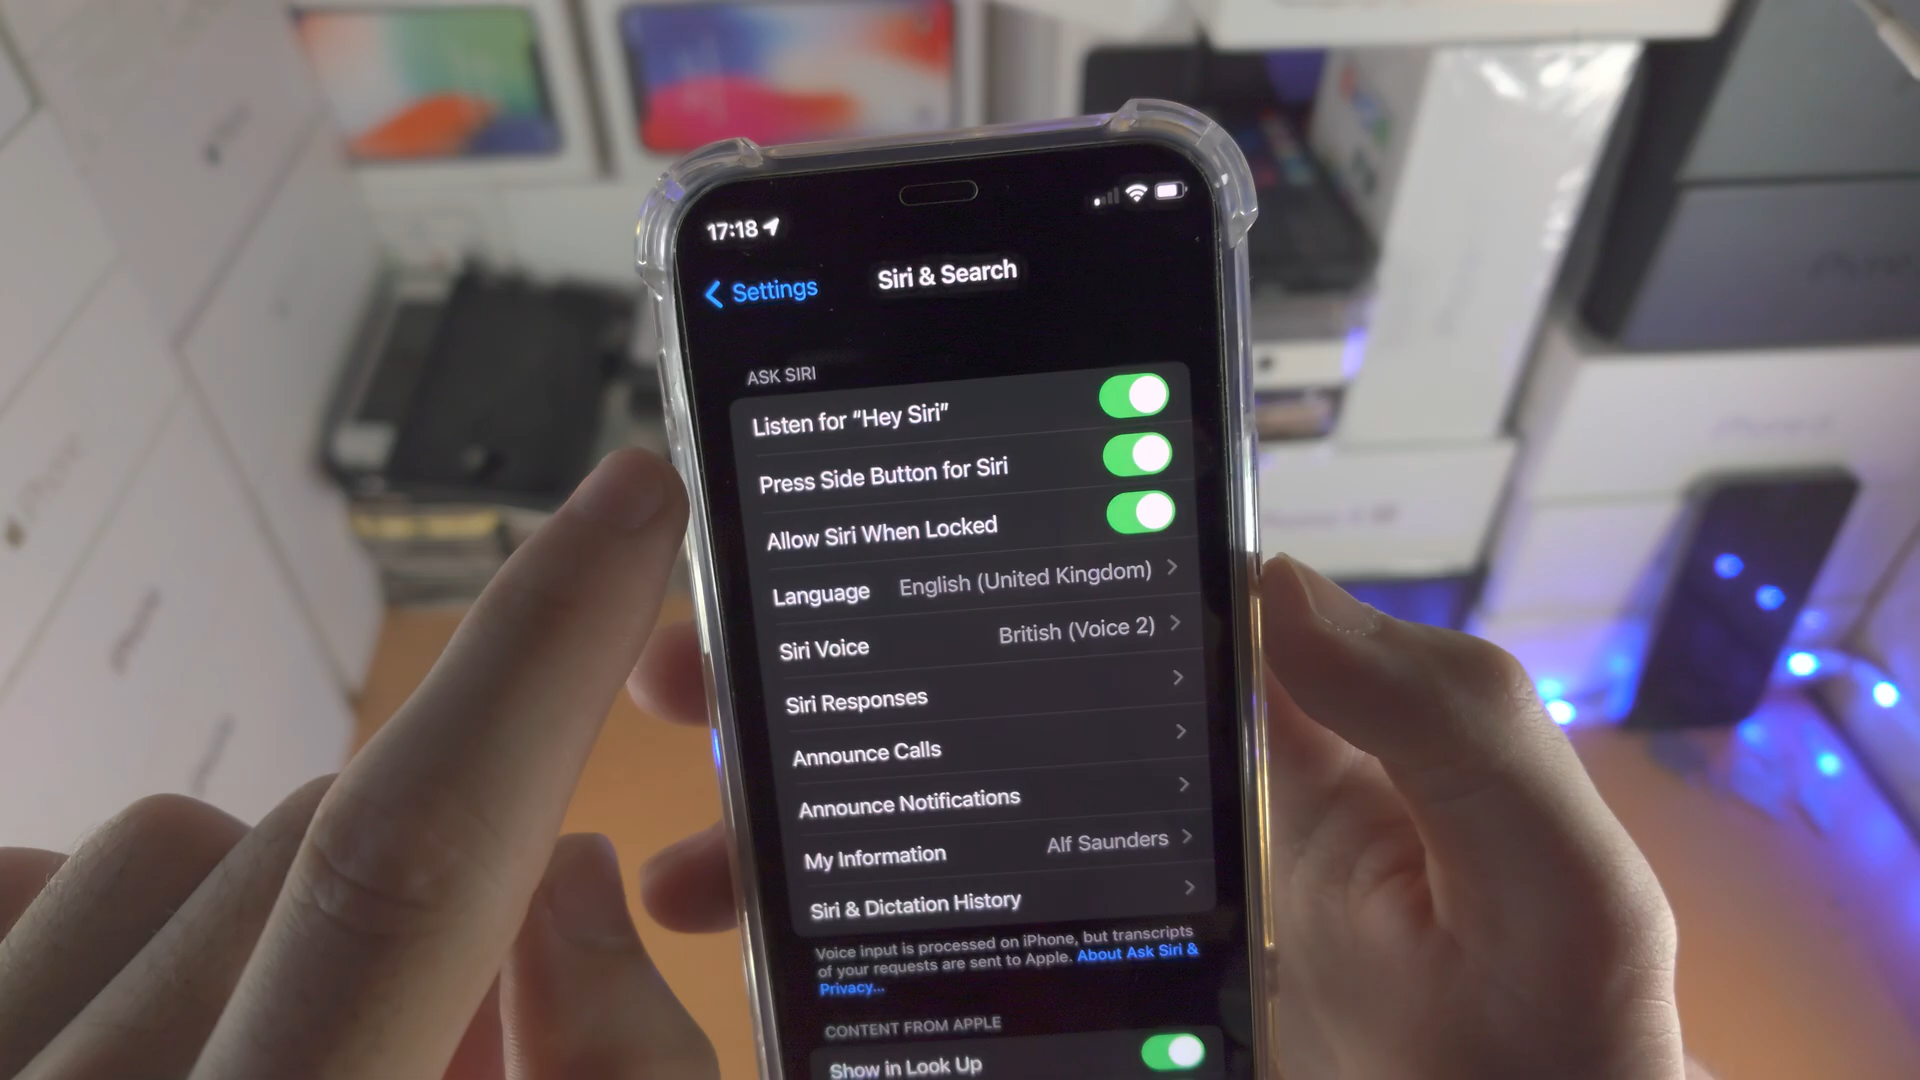 17:18
Settings
Siri & Search
ASK SIRI
Listen for “Hey Siri”
Press Side Button for Siri
Allow Siri When Locked
Language English (United Kingdom)
Siri Voice British (Voice 2)
Siri Responses
Announce Calls
Announce Notifications
My Information Alf Saunders
Siri & Dictation History
Voice input is processed on iPhone, but transcripts
of your requests are sent to Apple. About Ask Siri &
Privacy...
CONTENT FROM APPLE
Show in Look Up